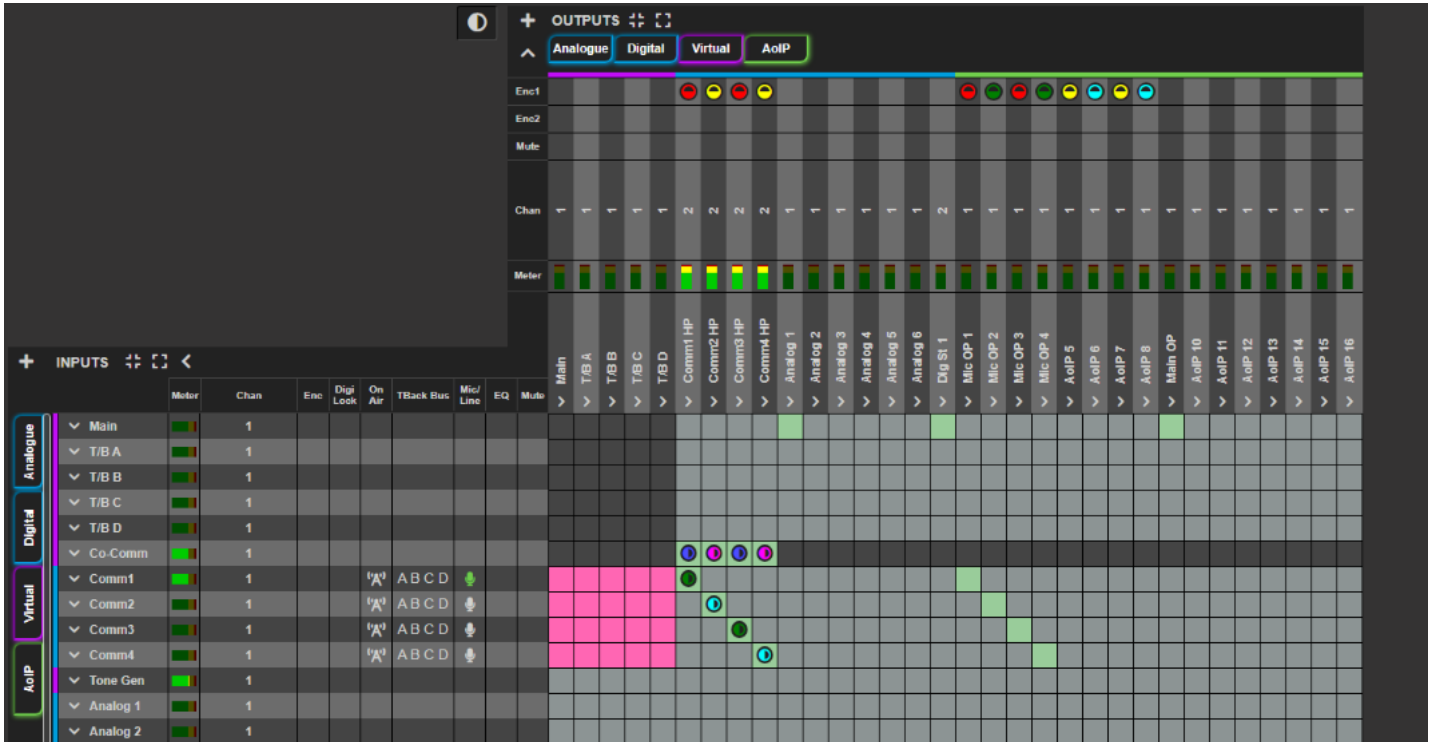 + OUTPUTS
Analogue Digital Virtual AoIP
Enc1
Enc2
Mute
Chan 1 1 1 1 1 2 2 2 2 1 1 1 1 1 1 2 1 1 1 1 1 1 1 1 1 1 1 1 1 1 1 1
Meter
Main T/B A T/B B T/B C T/B D Comm1 HP Comm2 HP Comm3 HP Comm4 HP Analog 1 Analog 2 Analog 3 Analog 4 Analog 5 Analog 6 Dig St 1 Mic OP 1 Mic OP 2 Mic OP 3 Mic OP 4 AoIP 5 AoIP 6 AoIP 7 AoIP 8 Main OP AoIP 10 AoIP 11 AoIP 12 AoIP 13 AoIP 14 AoIP 15 AoIP 16
+ INPUTS
Meter Chan Enc Digi Lock On Air TBack Bus Mic/ Line EQ Mute
Analogue
Digital
Virtual
AoIP
Main 1
T/B A 1
T/B B 1
T/B C 1
T/B D 1
Co-Comm 1
Comm1 1 A B C D
Comm2 1 A B C D
Comm3 1 A B C D
Comm4 1 A B C D
Tone Gen 1
Analog 1 1
Analog 2 1